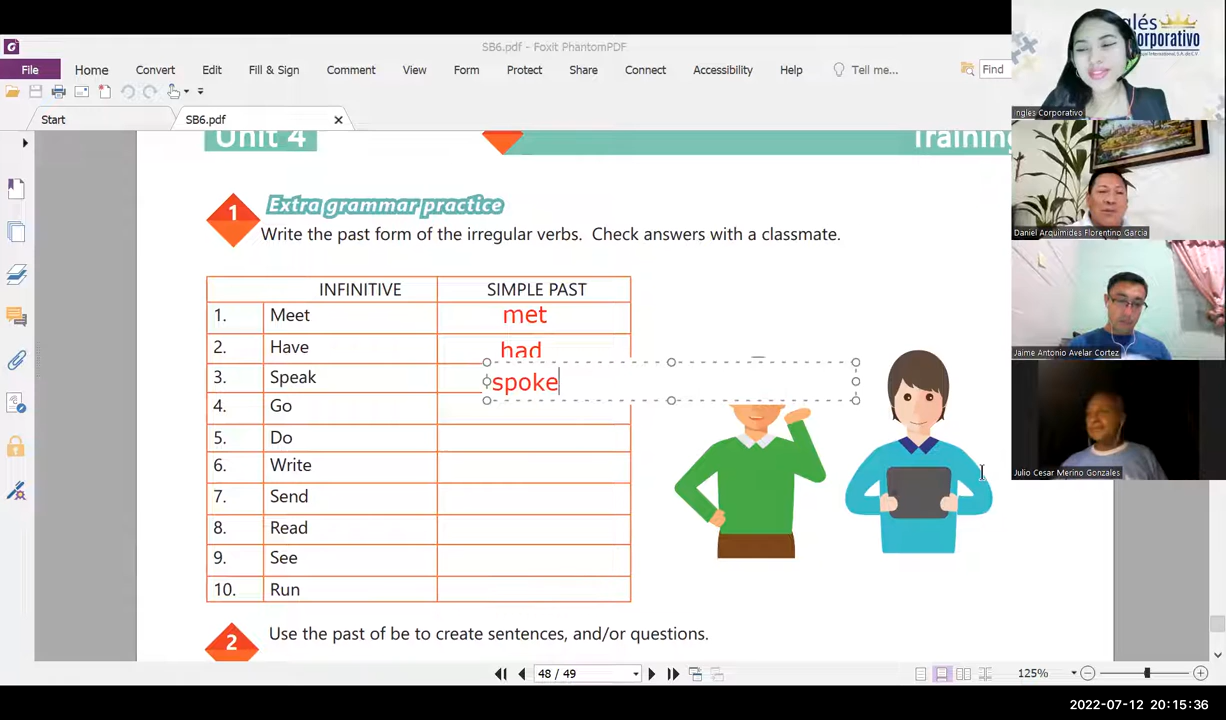 SB6.pdf - Foxit PhantomPDF
File Home Convert Edit Fill & Sign Comment View Form Protect Share Connect Accessibility Help Tell me... Find
Start SB6.pdf
Unit 4 Training
1 Extra grammar practice
Write the past form of the irregular verbs. Check answers with a classmate.
INFINITIVE SIMPLE PAST
1. Meet met
2. Have had
3. Speak spoke
4. Go
5. Do
6. Write
7. Send
8. Read
9. See
10. Run
2 Use the past of be to create sentences, and/or questions.
48 / 49 125%
Inglés Corporativo
Daniel Arquimides Florentino Garcia
Jaime Antonio Avelar Cortez
Julio Cesar Merino Gonzales
2022-07-12 20:15:36